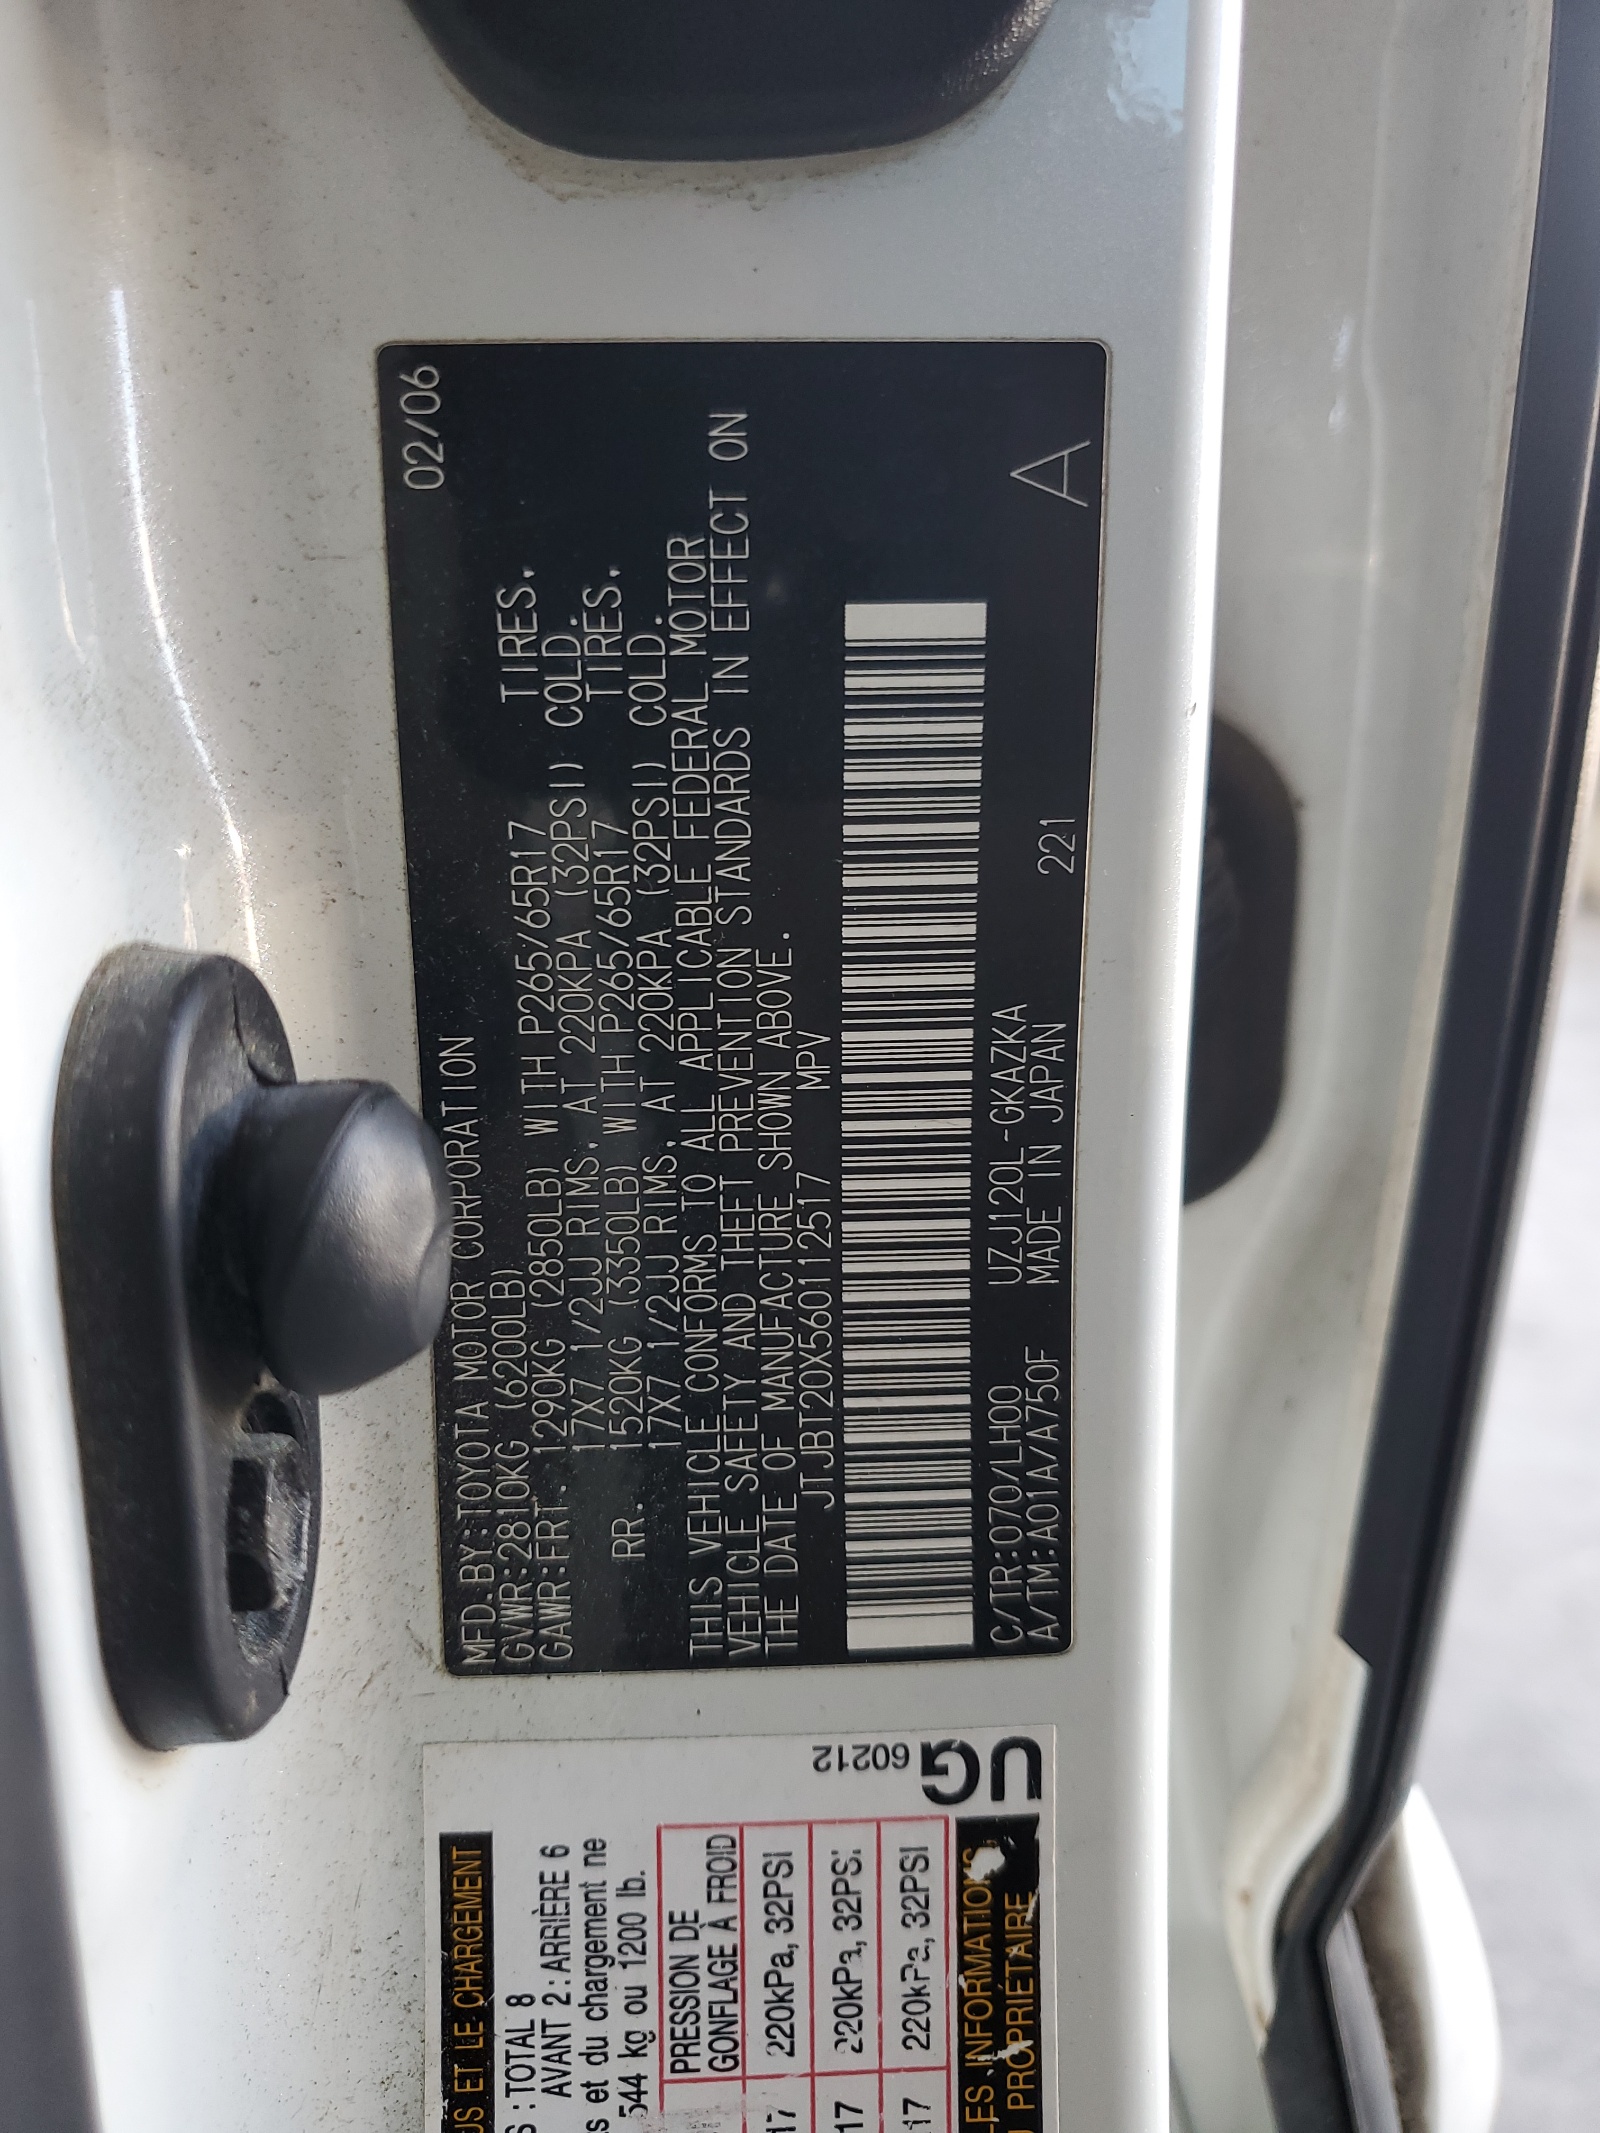 02/06
MFD.BY:TOYOTA MOTOR CORPORATION
GVWR:2810KG (6200LB)
GAWR:FRT. 1290KG (2850LB) WITH P265/65R17 TIRES,
17X7 1/2JJ RIMS, AT 220KPA (32PSI) COLD.
RR. 1520KG (3350LB) WITH P265/65R17 TIRES,
17X7 1/2JJ RIMS, AT 220KPA (32PSI) COLD.
THIS VEHICLE CONFORMS TO ALL APPLICABLE FEDERAL MOTOR
VEHICLE SAFETY AND THEFT PREVENTION STANDARDS IN EFFECT ON
THE DATE OF MANUFACTURE SHOWN ABOVE.
JTJBT20X560112517 MPV
C/TR:070/LH00 UZJ120L-GKAZKA
A/TM:A01A/A750F MADE IN JAPAN 221
A
ET LE CHARGEMENT
: TOTAL 8
AVANT 2 : ARRIÈRE 6
et du chargement ne
544 kg ou 1200 lb.
PRESSION DE
GONFLAGE À FROID
17 220kPa, 32PSI
17 220kPa, 32PSI
17 220kPa, 32PSI
LES INFORMATIONS
PROPRIÉTAIRE
60212
UG